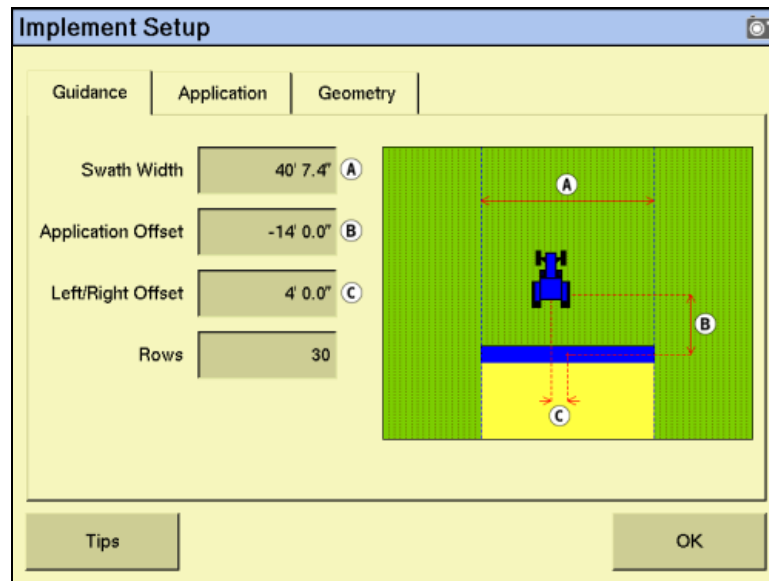 Implement Setup
Guidance Application Geometry
Swath Width 40' 7.4" A
Application Offset -14' 0.0" B
Left/Right Offset 4' 0.0" C
Rows 30
A
B
C
Tips OK